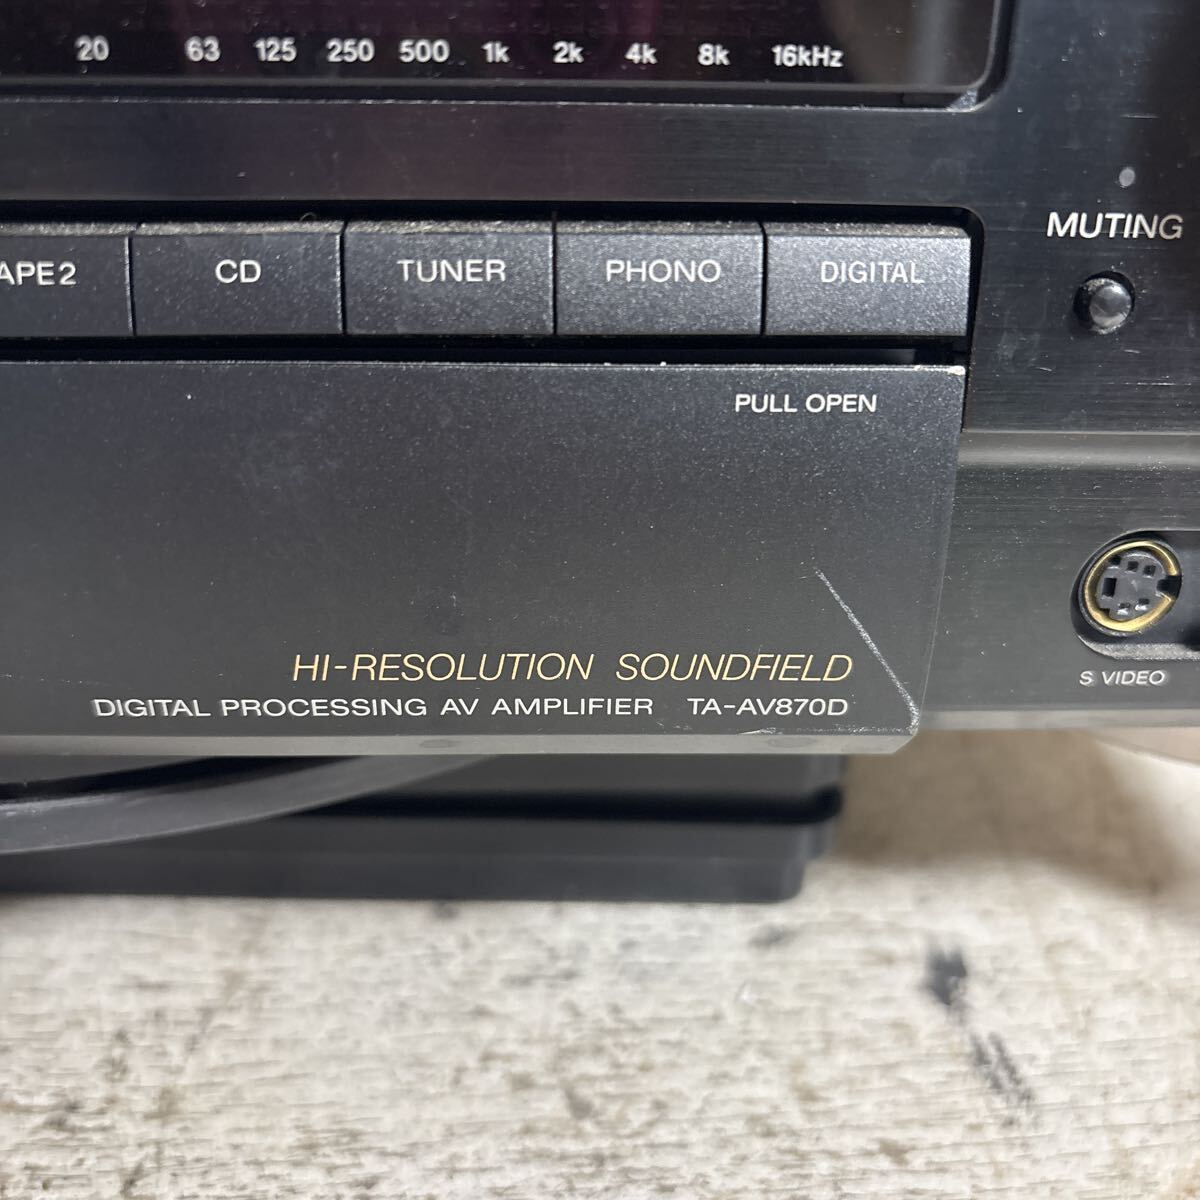 20 63 125 250 500 1k 2k 4k 8k 16kHz
MUTING
APE2 CD TUNER PHONO DIGITAL
PULL OPEN
S VIDEO
HI-RESOLUTION SOUNDFIELD
DIGITAL PROCESSING AV AMPLIFIER TA-AV870D